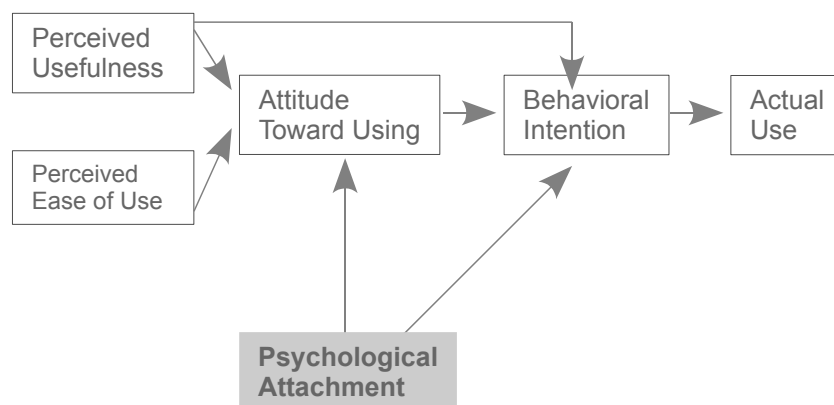 Perceived
Usefulness
Attitude
Toward Using
Behavioral
Intention
Actual
Use
Perceived
Ease of Use
Psychological
Attachment